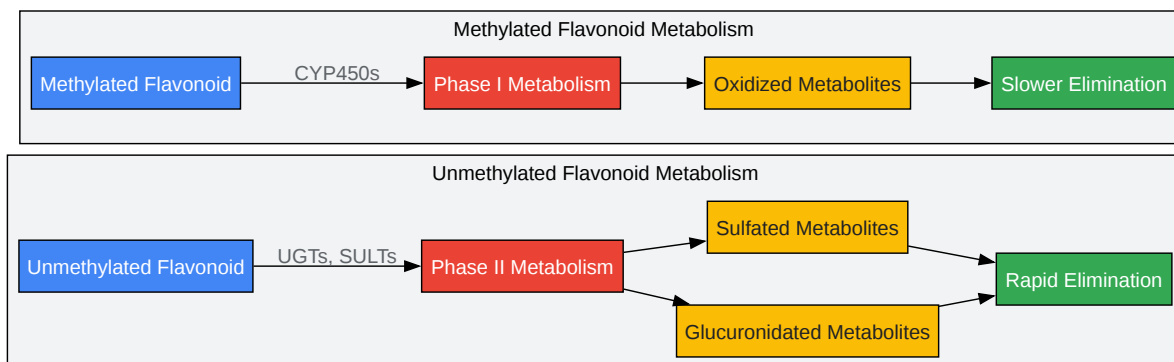 Methylated Flavonoid Metabolism
Methylated Flavonoid
CYP450s
Phase I Metabolism
Oxidized Metabolites
Slower Elimination
Unmethylated Flavonoid Metabolism
Unmethylated Flavonoid
UGTs, SULTs
Phase II Metabolism
Sulfated Metabolites
Glucuronidated Metabolites
Rapid Elimination